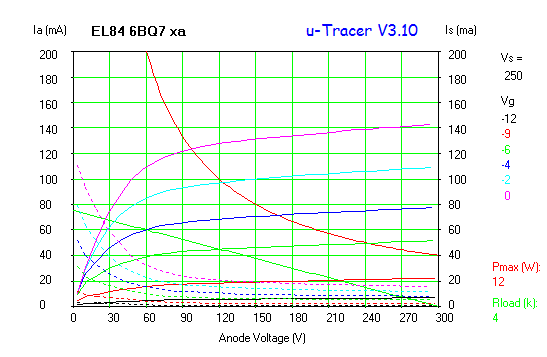 Ia (mA) EL84 6BQ7 xa u-Tracer V3.10 Is (ma)
200 200
180 180
160 160
140 140
120 120
100 100
80 80
60 60
40 40
20 20
0 0
0 30 60 90 120 150 180 210 240 270 300
Anode Voltage (V)
Vs =
250
Vg
-12
-9
-6
-4
-2
0
Pmax (W):
12
Rload (k):
4